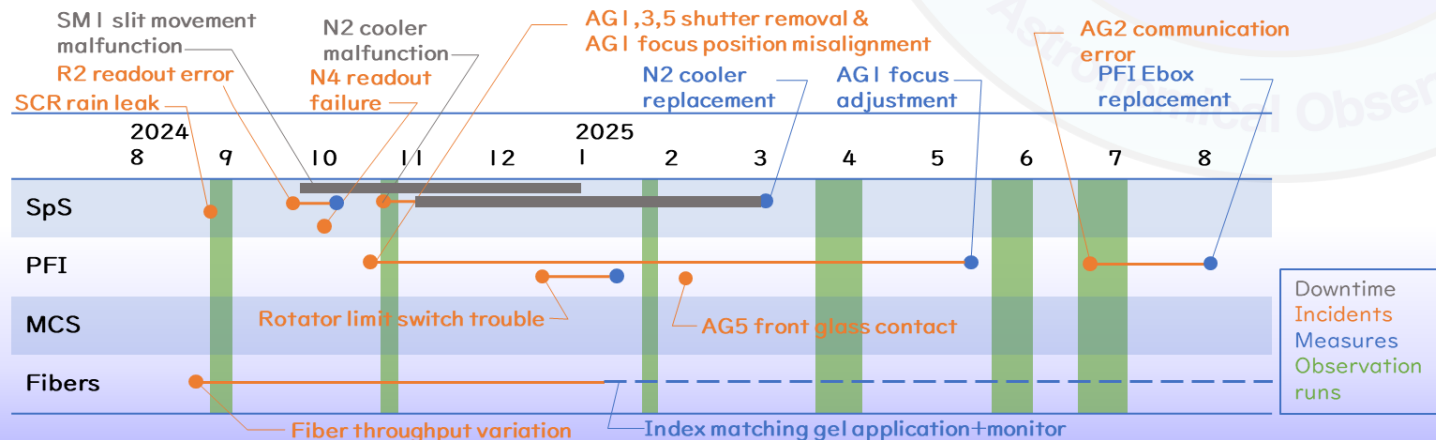 SM1 slit movement
malfunction
R2 readout error
SCR rain leak
N2 cooler
malfunction
N4 readout
failure
AG1,3,5 shutter removal &
AG1 focus position misalignment
N2 cooler
replacement
AG1 focus
adjustment
AG2 communication
error
PFI Ebox
replacement
Astronomical Obser
2024
2025
8 9 10 11 12 1 2 3 4 5 6 7 8
SpS
PFI
Rotator limit switch trouble
AG5 front glass contact
MCS
Fibers
Fiber throughput variation
Index matching gel application+monitor
Downtime
Incidents
Measures
Observation
runs